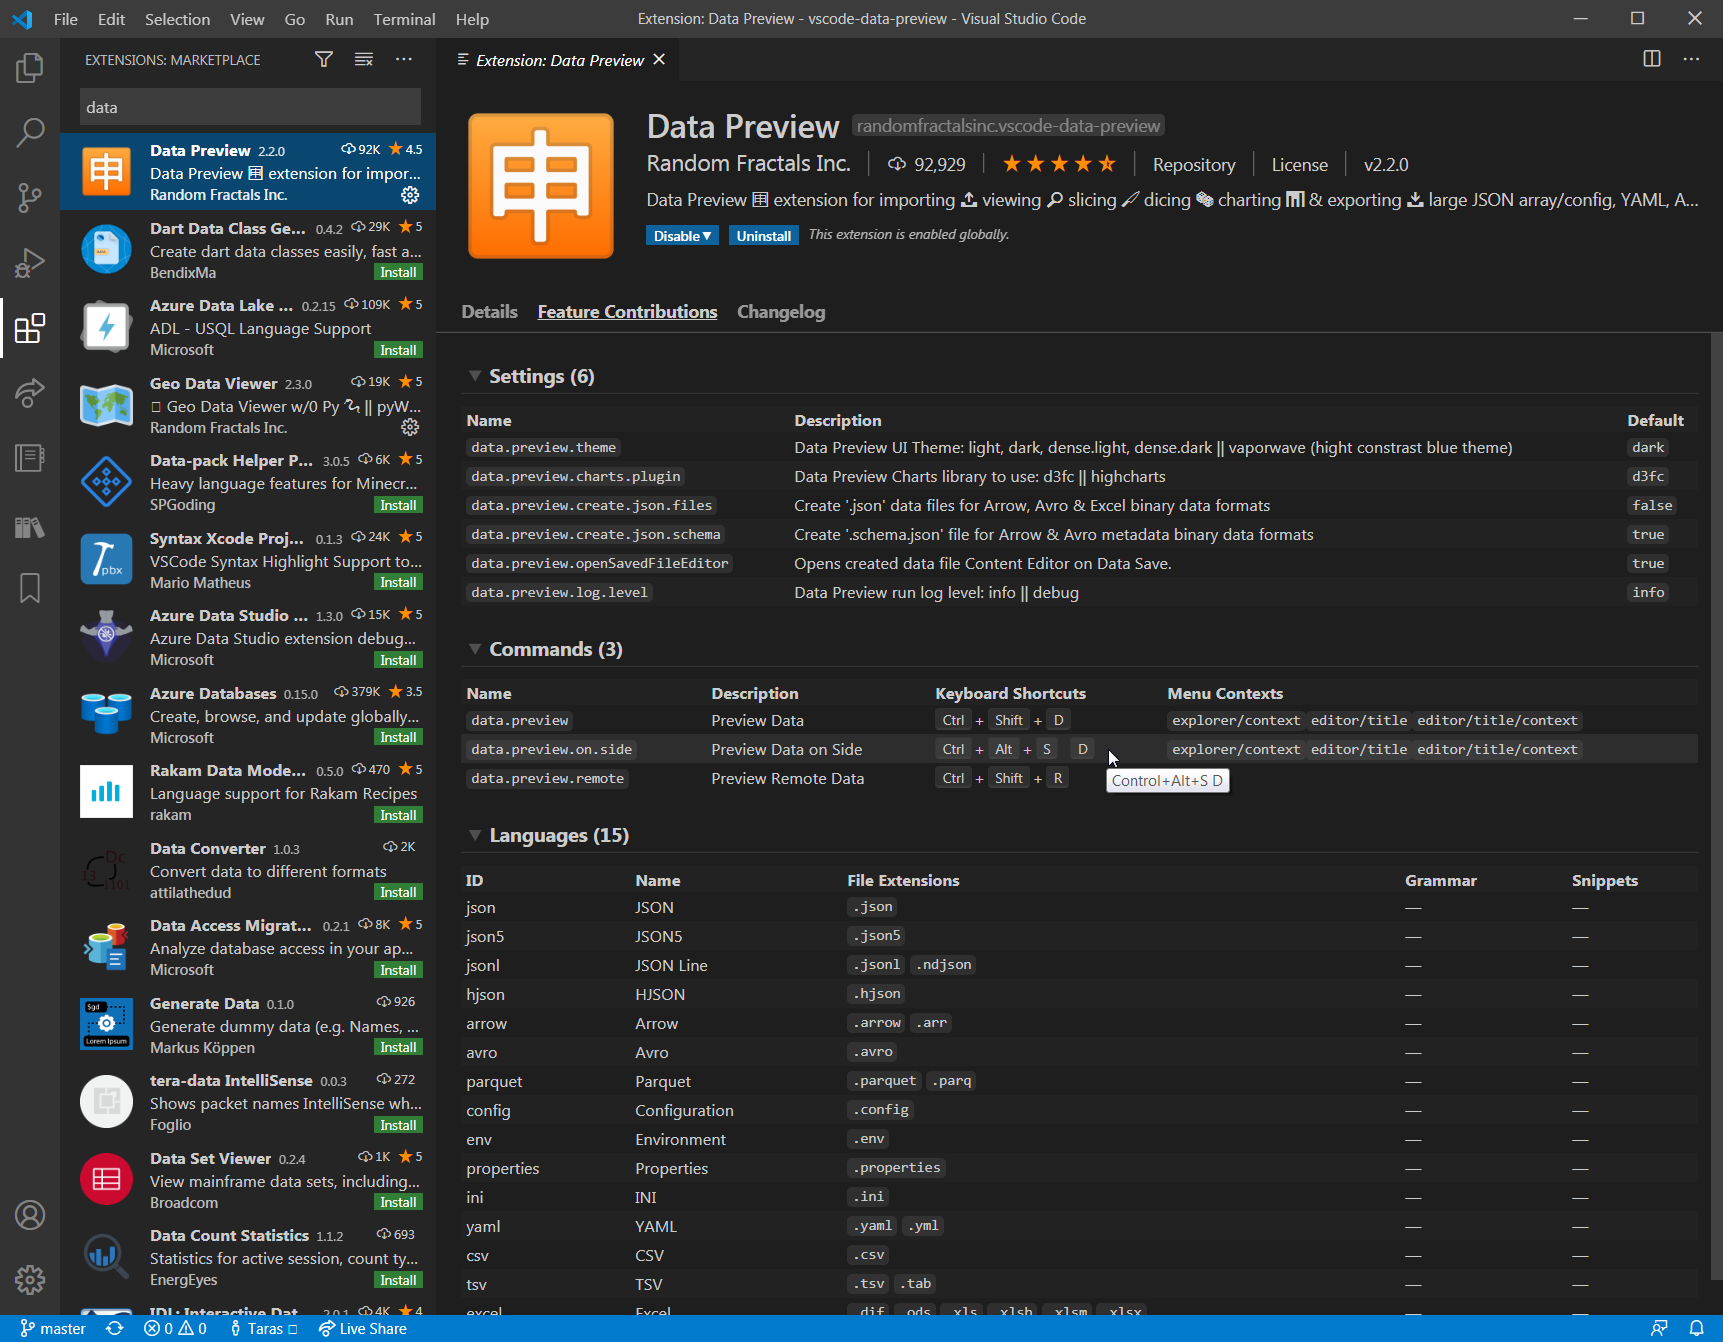 File Edit Selection View Go Run Terminal Help
Extension: Data Preview - vscode-data-preview - Visual Studio Code
EXTENSIONS: MARKETPLACE
data
Data Preview 2.2.0 92K 4.5
Data Preview 田 extension for impor...
Random Fractals Inc.
Dart Data Class Ge... 0.4.2 29K 5
Create dart data classes easily, fast a...
BendixMa Install
Azure Data Lake ... 0.2.15 109K 5
ADL - USQL Language Support
Microsoft Install
Geo Data Viewer 2.3.0 19K 5
Geo Data Viewer w/0 Py || pyW...
Random Fractals Inc.
Data-pack Helper P... 3.0.5 6K 5
Heavy language features for Minecr...
SPGoding Install
Syntax Xcode Proj... 0.1.3 24K 5
pbx
VSCode Syntax Highlight Support to...
Mario Matheus Install
Azure Data Studio ... 1.3.0 15K 5
Azure Data Studio extension debug...
Microsoft Install
Azure Databases 0.15.0 379K 3.5
Create, browse, and update globally...
Microsoft Install
Rakam Data Mode... 0.5.0 470 5
Language support for Rakam Recipes
rakam Install
Data Converter 1.0.3 2K
Convert data to different formats
attilathedud Install
Data Access Migrat... 0.2.1 8K 5
Analyze database access in your ap...
Microsoft Install
Generate Data 0.1.0 926
Sgd
Generate dummy data (e.g. Names, ...
Lorem Ipsum
Markus Köppen Install
tera-data IntelliSense 0.0.3 272
Shows packet names IntelliSense wh...
Foglio Install
Data Set Viewer 0.2.4 1K 5
View mainframe data sets, including...
Broadcom Install
Data Count Statistics 1.1.2 693
Statistics for active session, count ty...
EnergEyes Install
IDL: Interactive Dat 2.0.1 4K 4
Extension: Data Preview
申
Data Preview randomfractalsinc.vscode-data-preview
Random Fractals Inc. 92,929 Repository License v2.2.0
Data Preview 田 extension for importing viewing slicing dicing charting & exporting large JSON array/config, YAML, A...
Disable▼ Uninstall This extension is enabled globally.
Details Feature Contributions Changelog
Settings (6)
Name Description Default
data.preview.theme Data Preview UI Theme: light, dark, dense.light, dense.dark || vaporwave (hight constrast blue theme) dark
data.preview.charts.plugin Data Preview Charts library to use: d3fc || highcharts d3fc
data.preview.create.json.files Create '.json' data files for Arrow, Avro & Excel binary data formats false
data.preview.create.json.schema Create '.schema.json' file for Arrow & Avro metadata binary data formats true
data.preview.openSavedFileEditor Opens created data file Content Editor on Data Save. true
data.preview.log.level Data Preview run log level: info || debug info
Commands (3)
Name Description Keyboard Shortcuts Menu Contexts
data.preview Preview Data Ctrl + Shift + D explorer/context editor/title editor/title/context
data.preview.on.side Preview Data on Side Ctrl + Alt + S D explorer/context editor/title editor/title/context
data.preview.remote Preview Remote Data Ctrl + Shift + R
Control+Alt+S D
Languages (15)
ID Name File Extensions Grammar Snippets
json JSON .json — —
json5 JSON5 .json5 — —
jsonl JSON Line .jsonl .ndjson — —
hjson HJSON .hjson — —
arrow Arrow .arrow .arr — —
avro Avro .avro — —
parquet Parquet .parquet .parq — —
config Configuration .config — —
env Environment .env — —
properties Properties .properties — —
ini INI .ini — —
yaml YAML .yaml .yml — —
csv CSV .csv — —
tsv TSV .tsv .tab — —
excel Excel .dif .ods .xls .xlsb .xlsm .xlsx
master 0 0 Taras Live Share